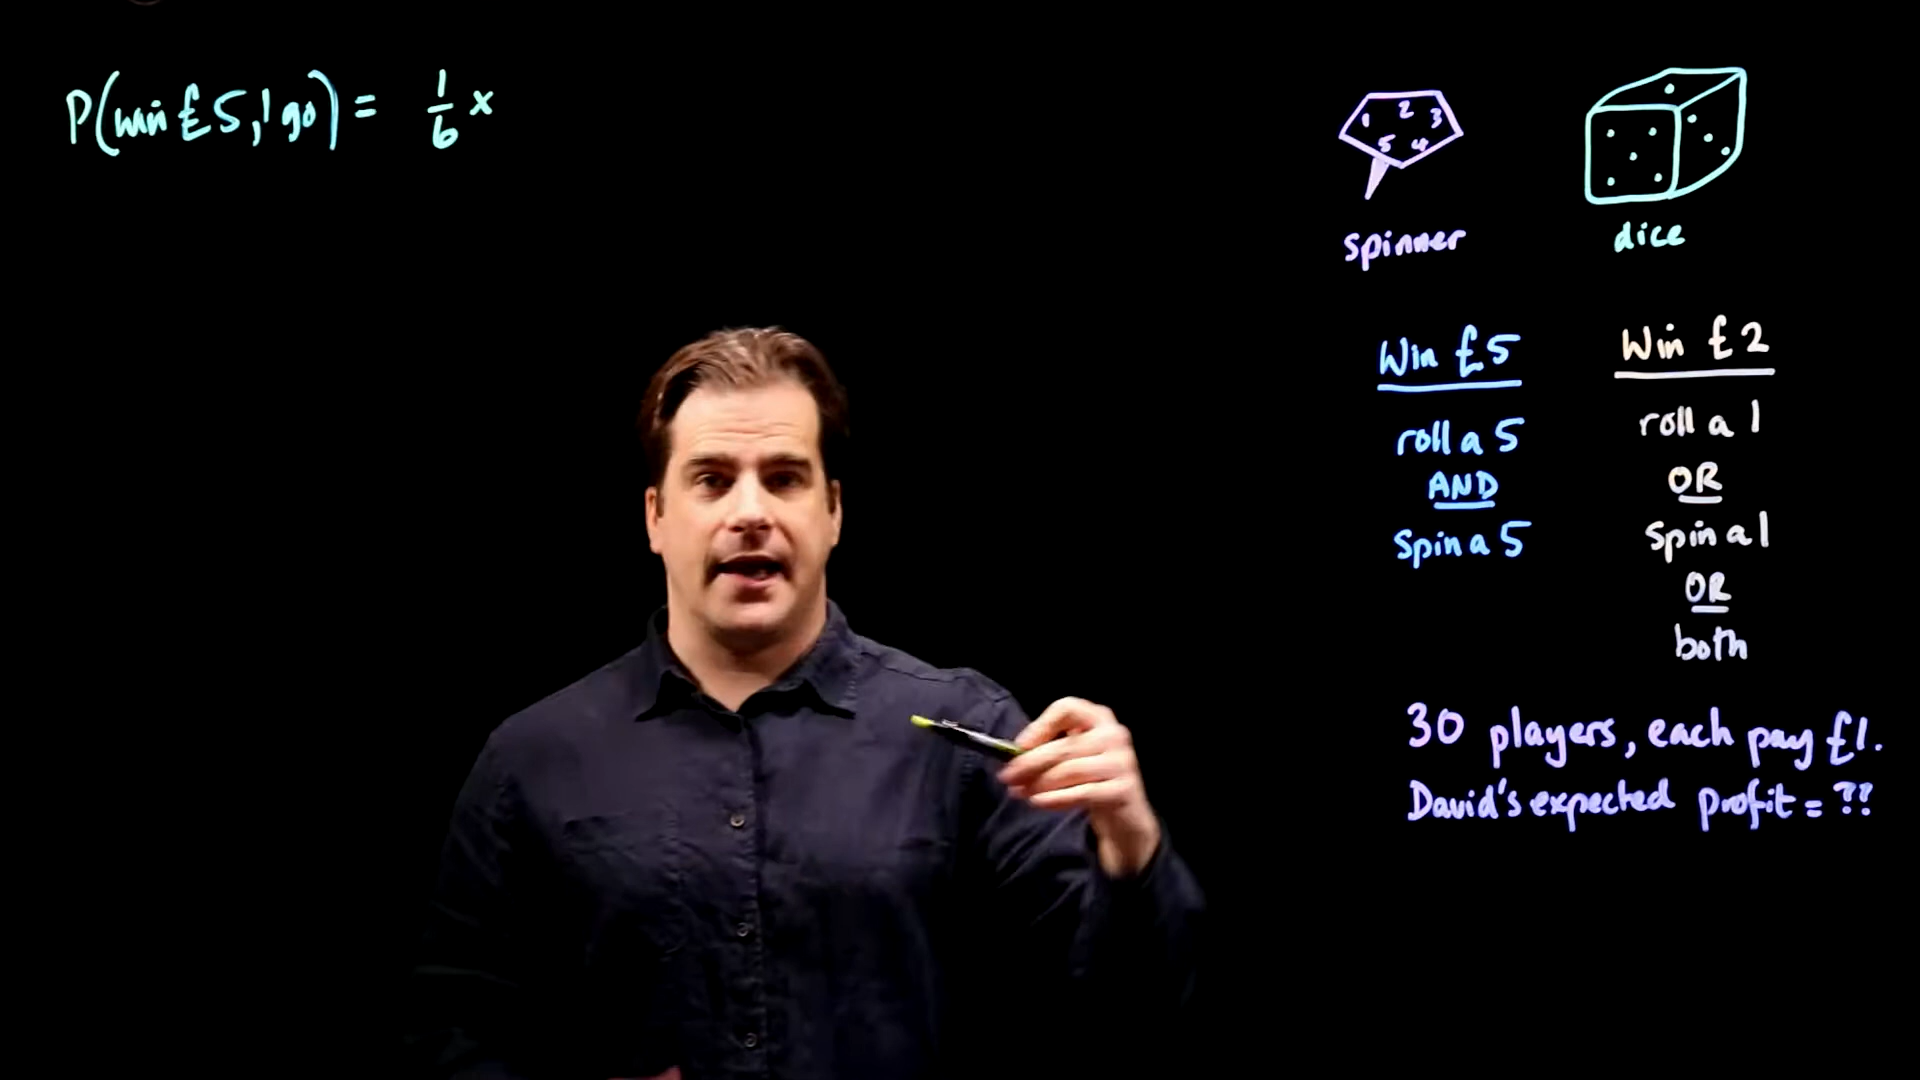 P(win £5, 1 go) = 1/6 x
1 2 3
5 4
spinner
dice
Win £5
roll a 5
AND
spin a 5
Win £2
roll a 1
OR
spin a 1
OR
both
30 players, each pay £1.
David's expected profit = ??